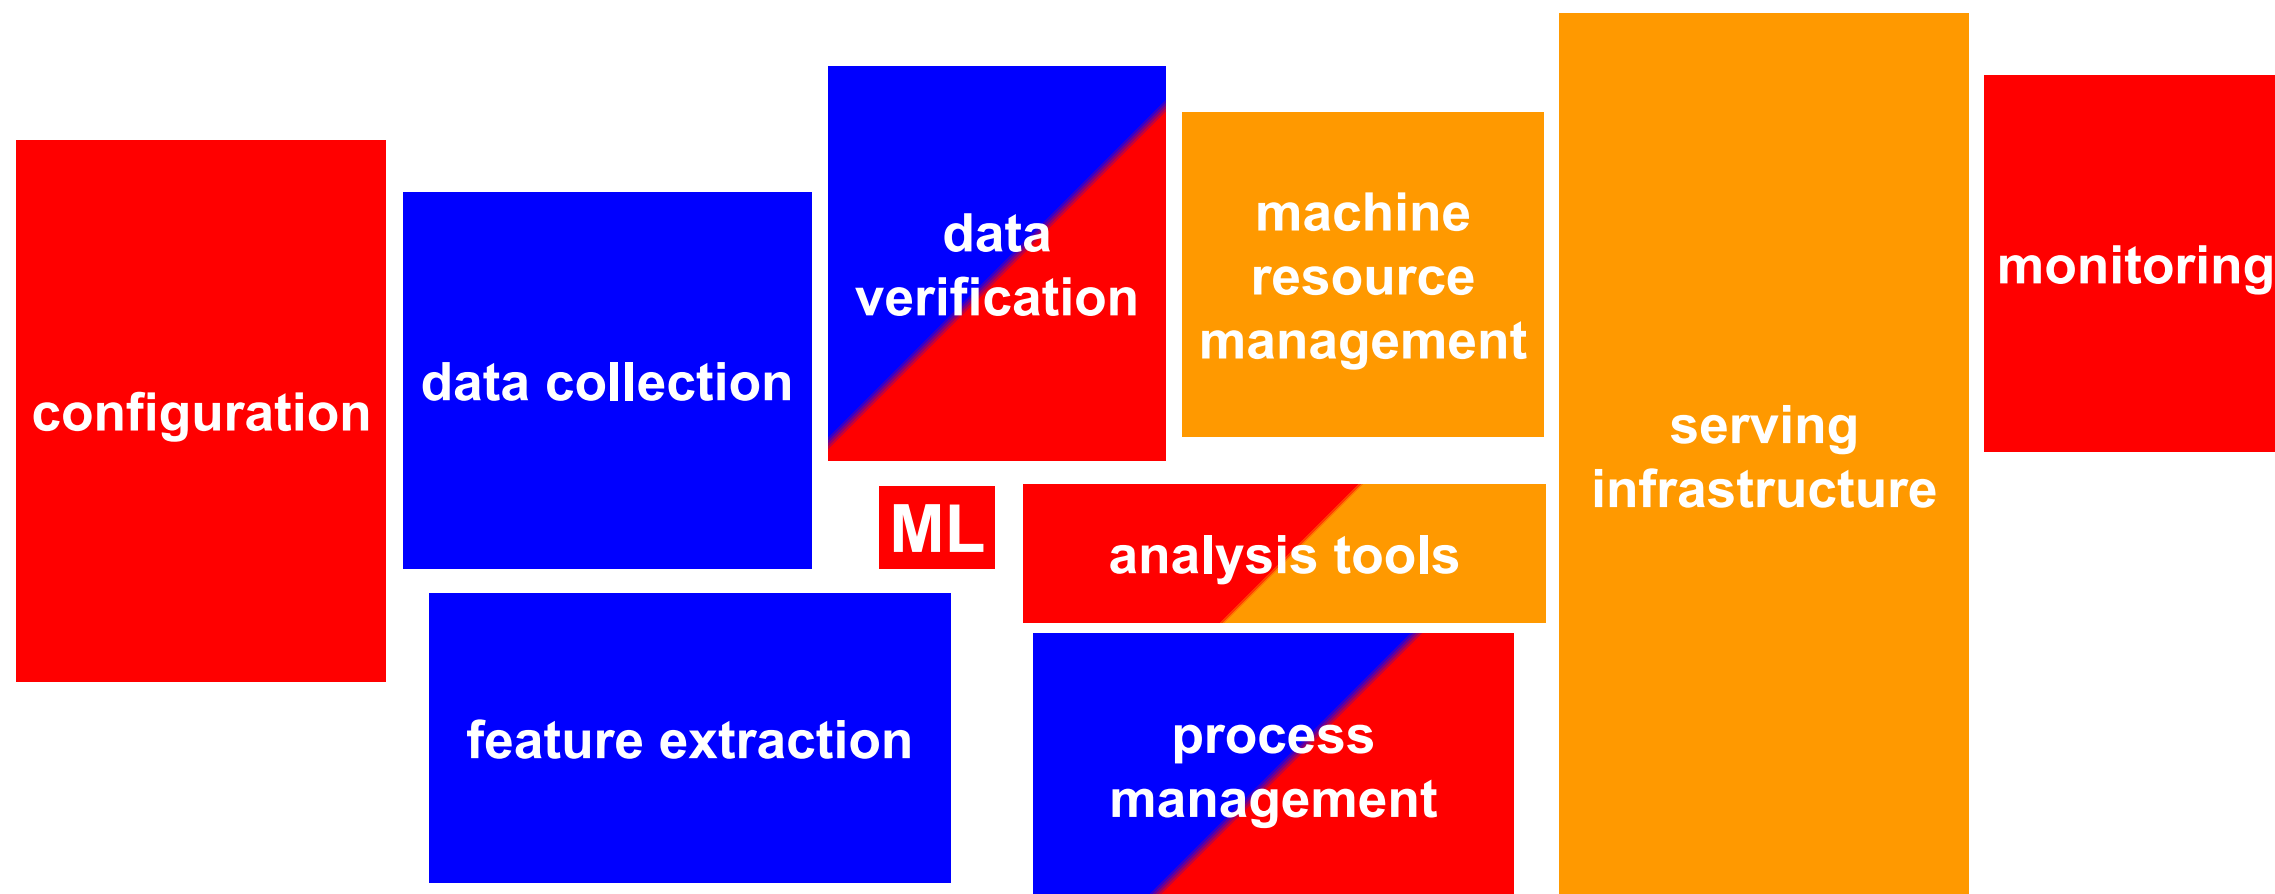 configuration
data collection
data
verification
machine
resource
management
serving
infrastructure
monitoring
ML
analysis tools
feature extraction
process
management